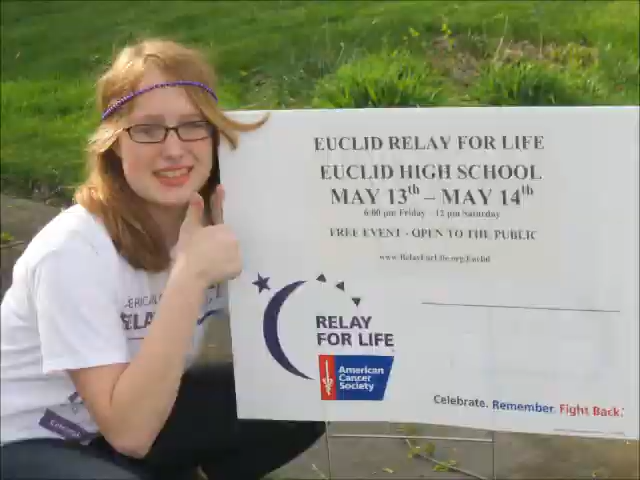 EUCLID RELAY FOR LIFE
EUCLID HIGH SCHOOL
MAY 13th – MAY 14th
6:00 pm Friday – 12 pm Saturday
FREE EVENT - OPEN TO THE PUBLIC
www.RelayForLife.org/Euclid
RELAY
FOR LIFE
American
Cancer
Society
Celebrate. Remember. Fight Back.